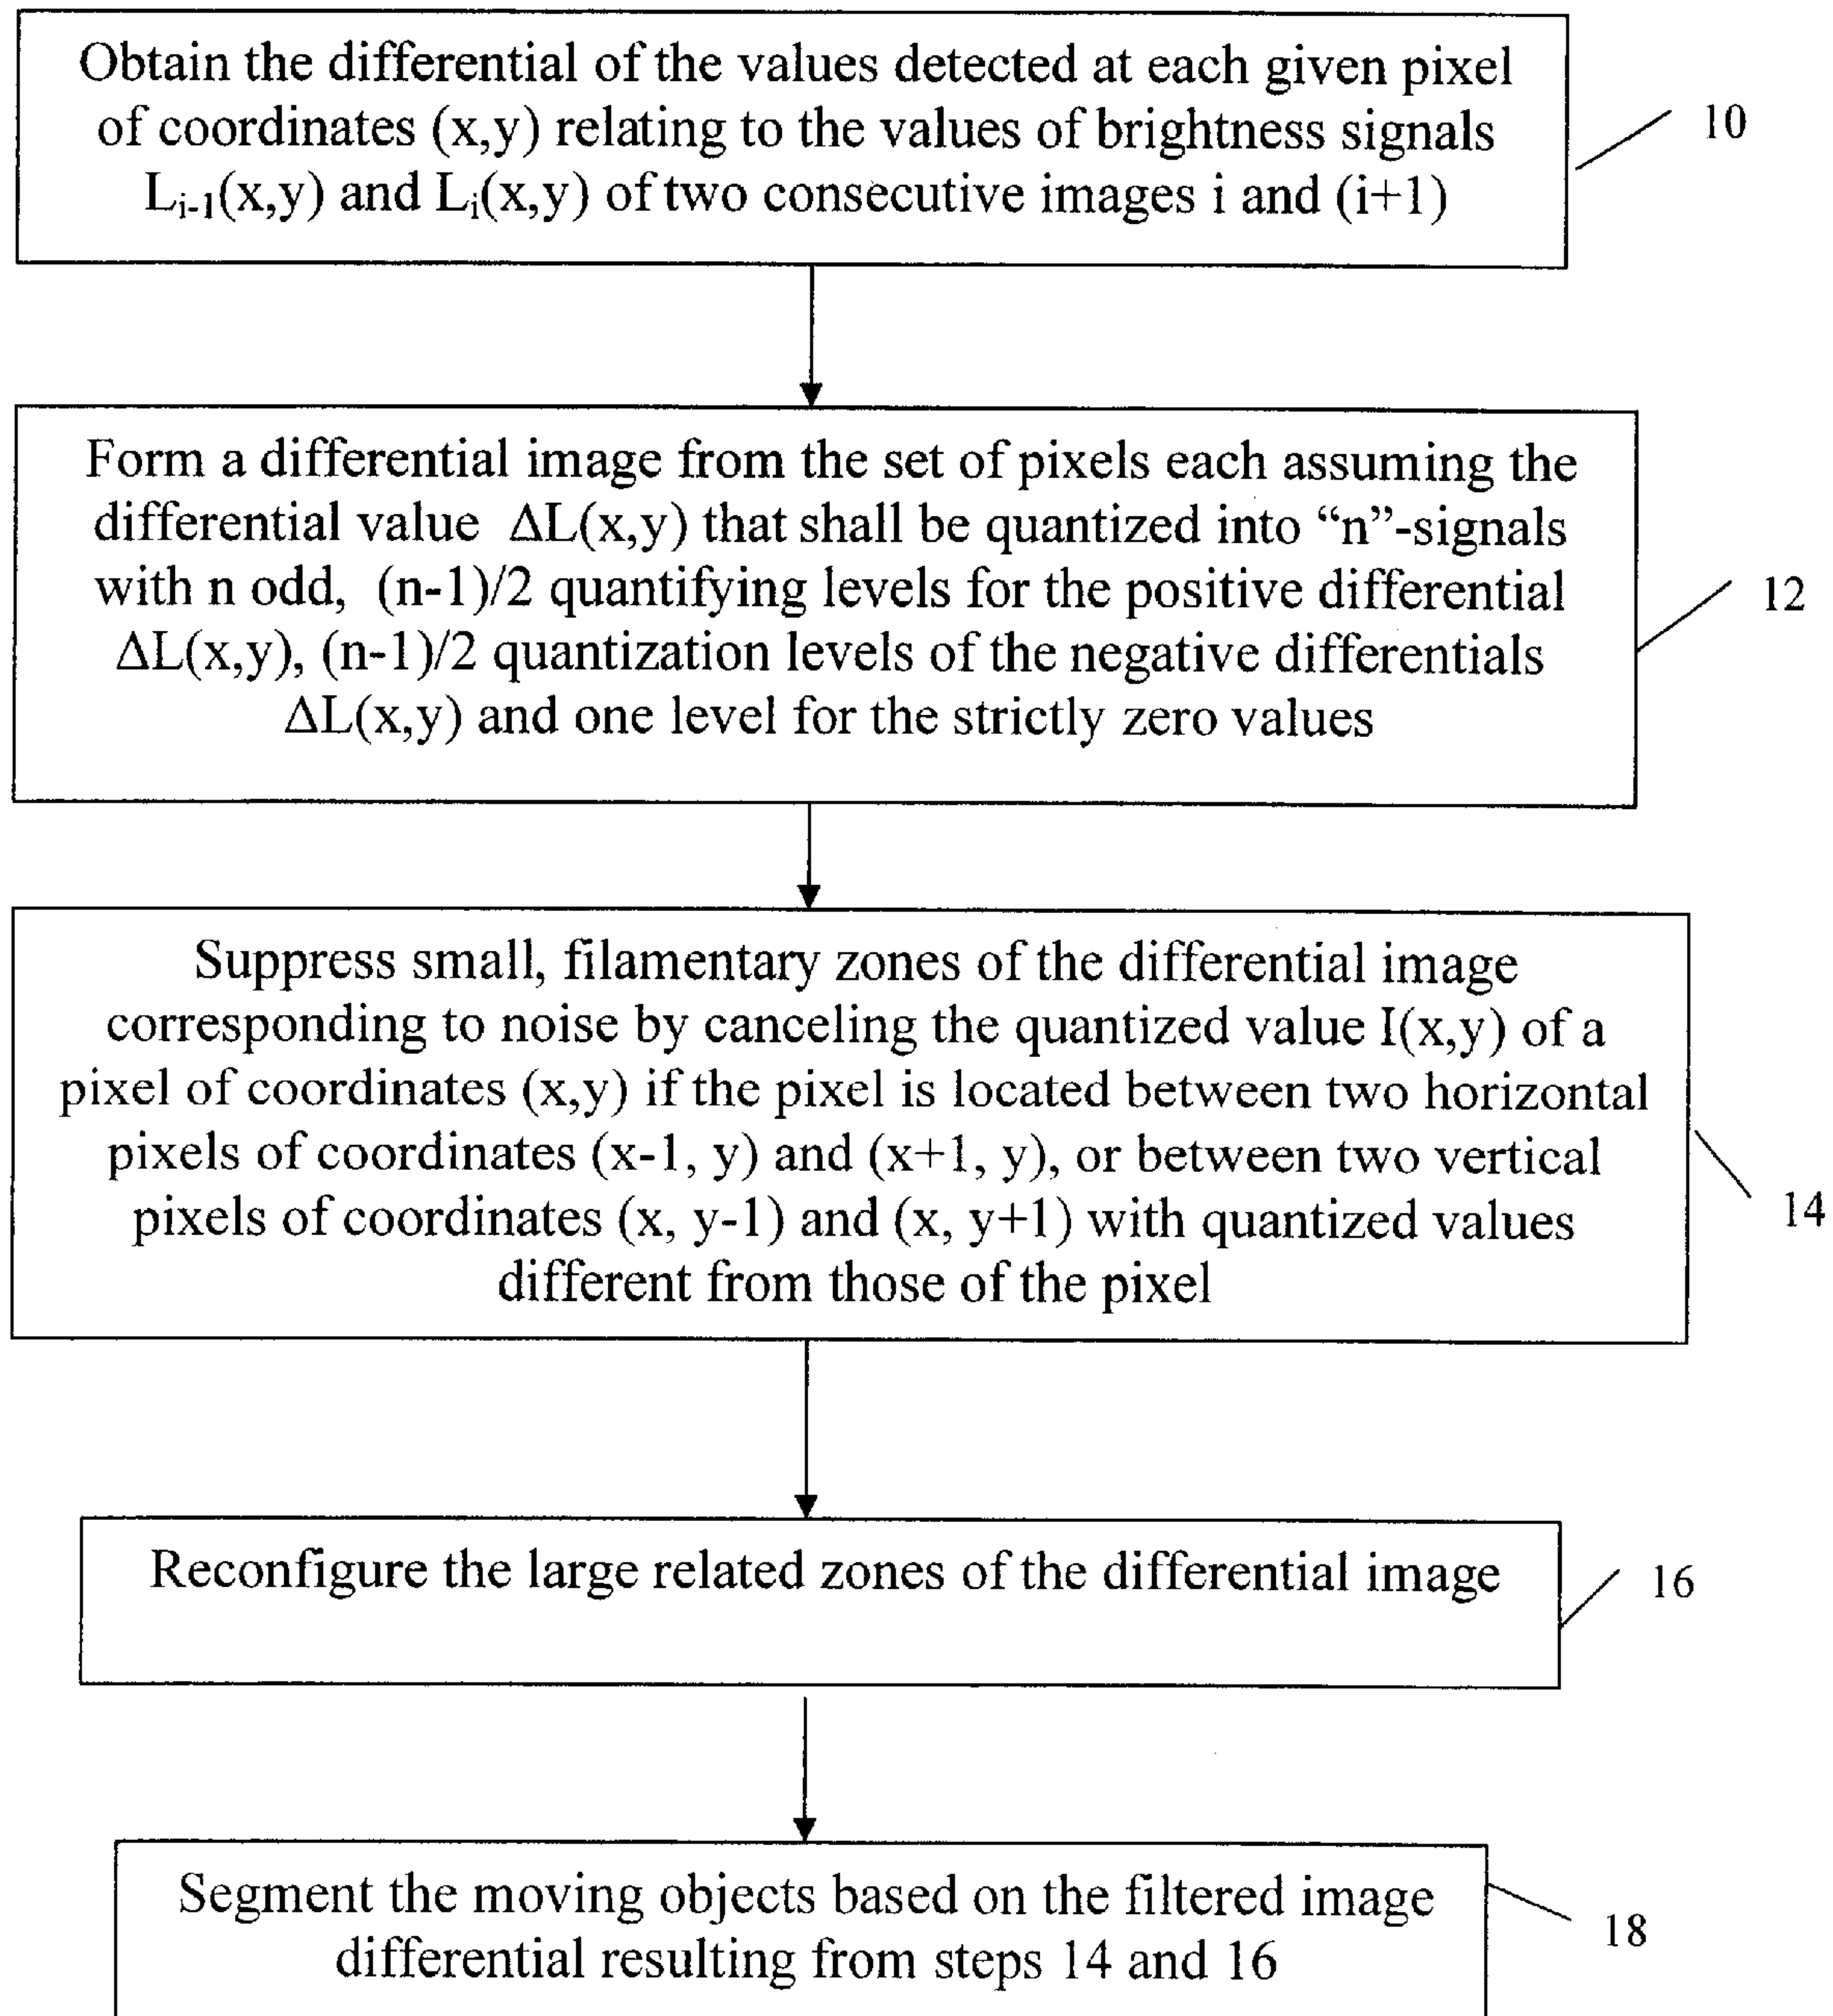 Obtain the differential of the values detected at each given pixel
of coordinates (x,y) relating to the values of brightness signals
Li-1(x,y) and Li(x,y) of two consecutive images i and (i+1)
10
Form a differential image from the set of pixels each assuming the
differential value ΔL(x,y) that shall be quantized into “n”-signals
with n odd, (n-1)/2 quantifying levels for the positive differential
ΔL(x,y), (n-1)/2 quantization levels of the negative differentials
ΔL(x,y) and one level for the strictly zero values
12
Suppress small, filamentary zones of the differential image
corresponding to noise by canceling the quantized value I(x,y) of a
pixel of coordinates (x,y) if the pixel is located between two horizontal
pixels of coordinates (x-1, y) and (x+1, y), or between two vertical
pixels of coordinates (x, y-1) and (x, y+1) with quantized values
different from those of the pixel
14
Reconfigure the large related zones of the differential image
16
Segment the moving objects based on the filtered image
differential resulting from steps 14 and 16
18